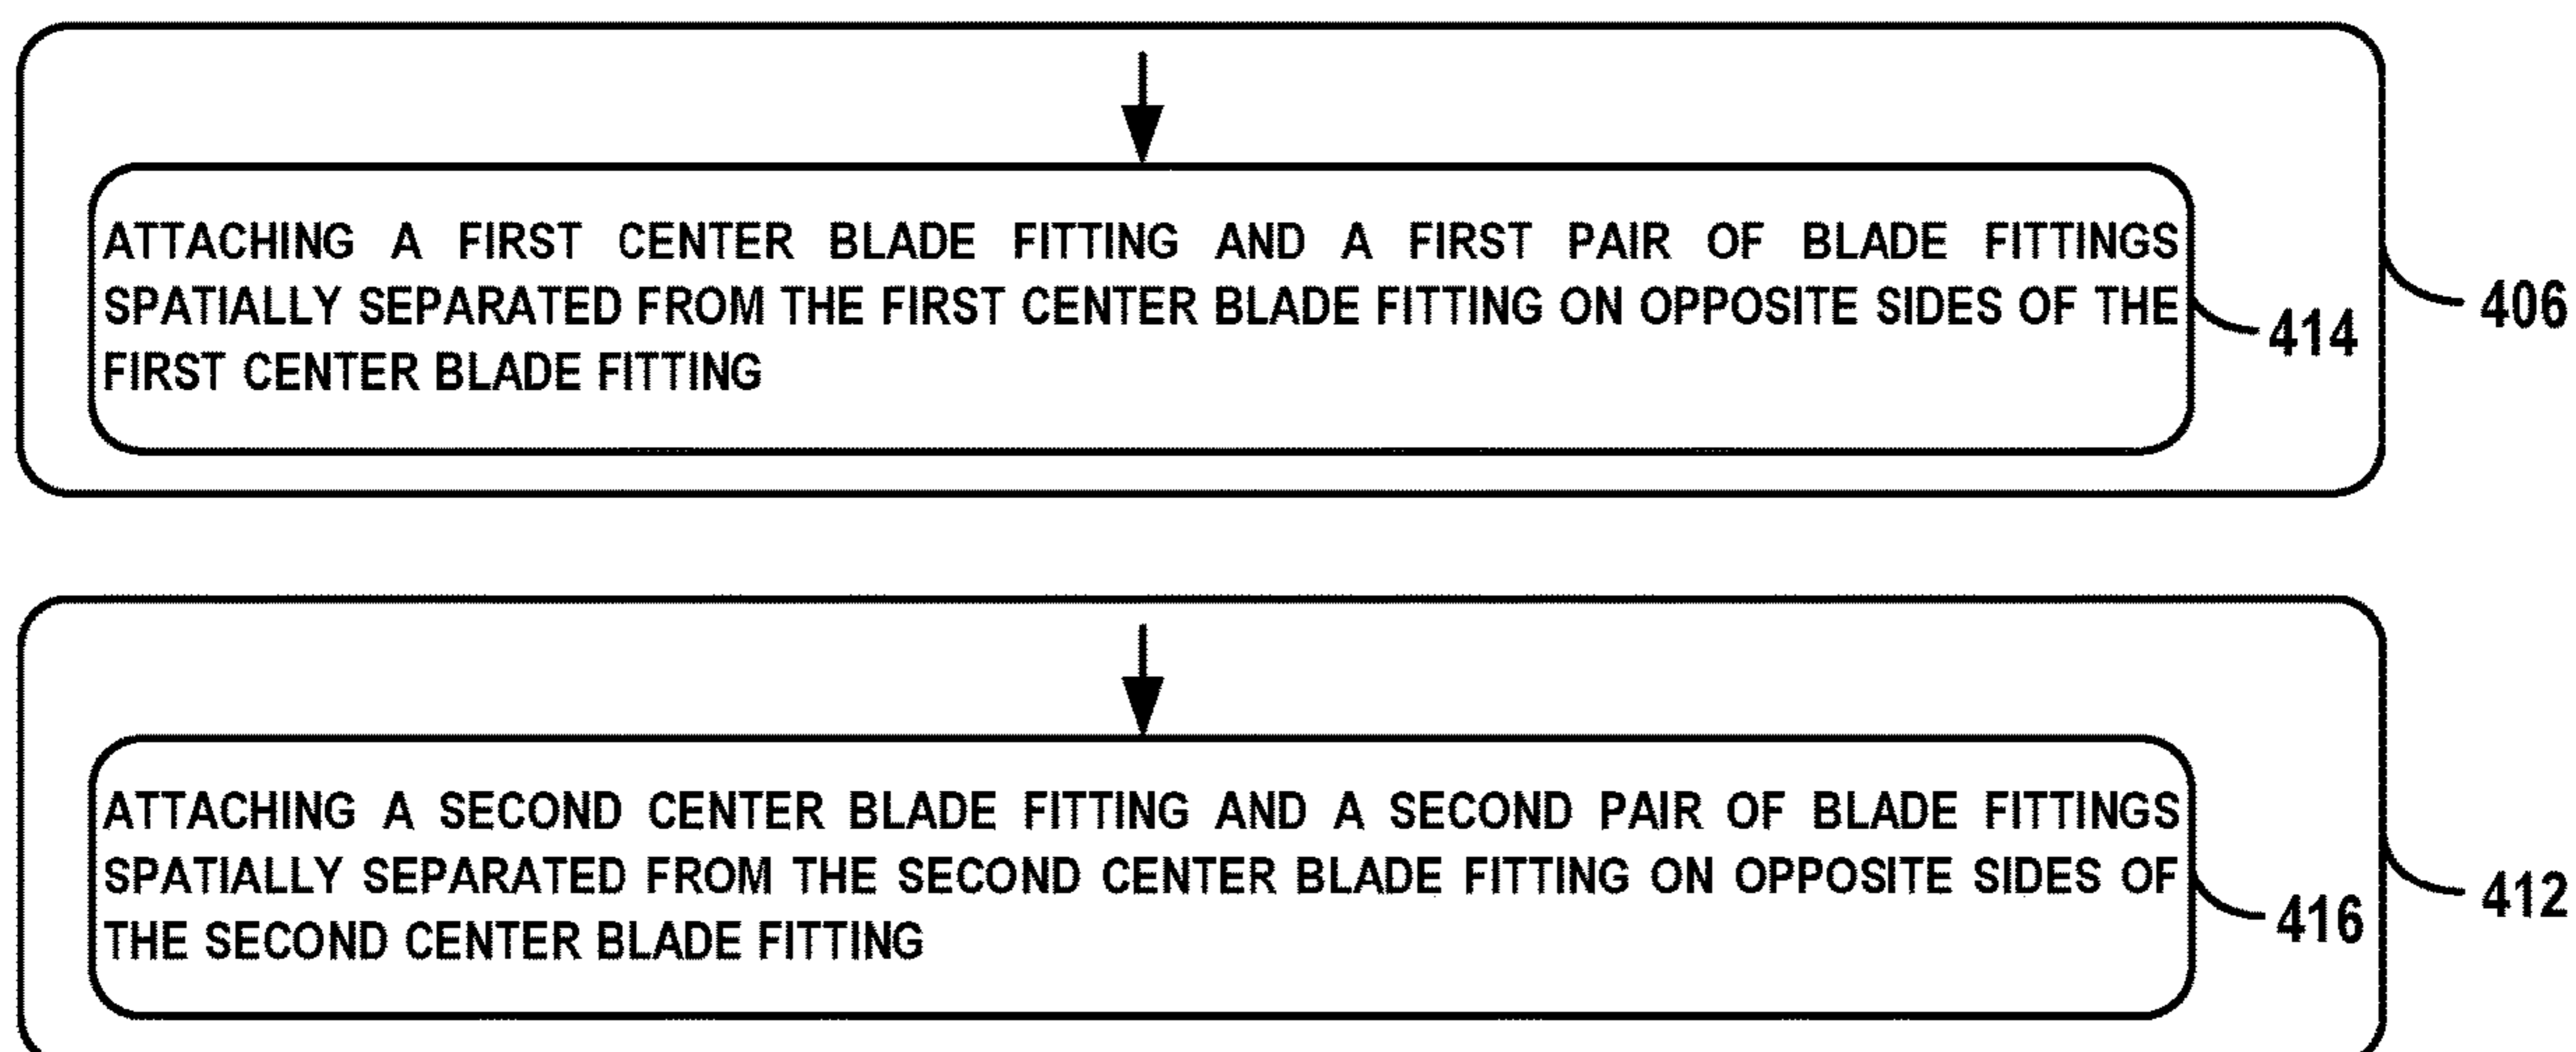 ATTACHING A FIRST CENTER BLADE FITTING AND A FIRST PAIR OF BLADE FITTINGS
SPATIALLY SEPARATED FROM THE FIRST CENTER BLADE FITTING ON OPPOSITE SIDES OF THE
FIRST CENTER BLADE FITTING
414
406
ATTACHING A SECOND CENTER BLADE FITTING AND A SECOND PAIR OF BLADE FITTINGS
SPATIALLY SEPARATED FROM THE SECOND CENTER BLADE FITTING ON OPPOSITE SIDES OF
THE SECOND CENTER BLADE FITTING
416
412